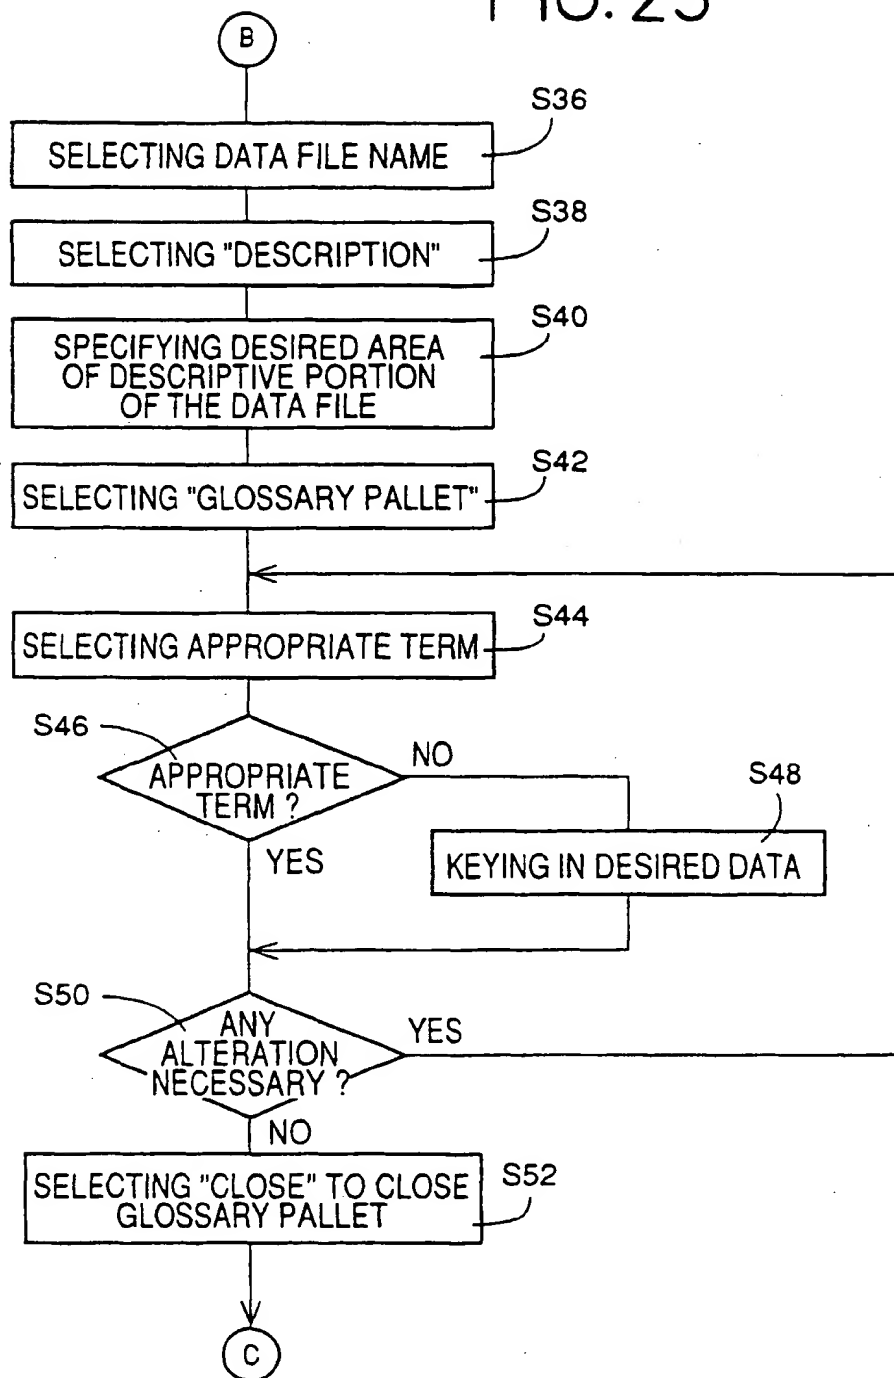 FIG. 25
B
S36
SELECTING DATA FILE NAME
S38
SELECTING "DESCRIPTION"
S40
SPECIFYING DESIRED AREA
OF DESCRIPTIVE PORTION
OF THE DATA FILE
S42
SELECTING "GLOSSARY PALLET"
S44
SELECTING APPROPRIATE TERM
S46
APPROPRIATE
TERM ?
NO
YES
S48
KEYING IN DESIRED DATA
S50
ANY
ALTERATION
NECESSARY ?
YES
NO
S52
SELECTING "CLOSE" TO CLOSE
GLOSSARY PALLET
C